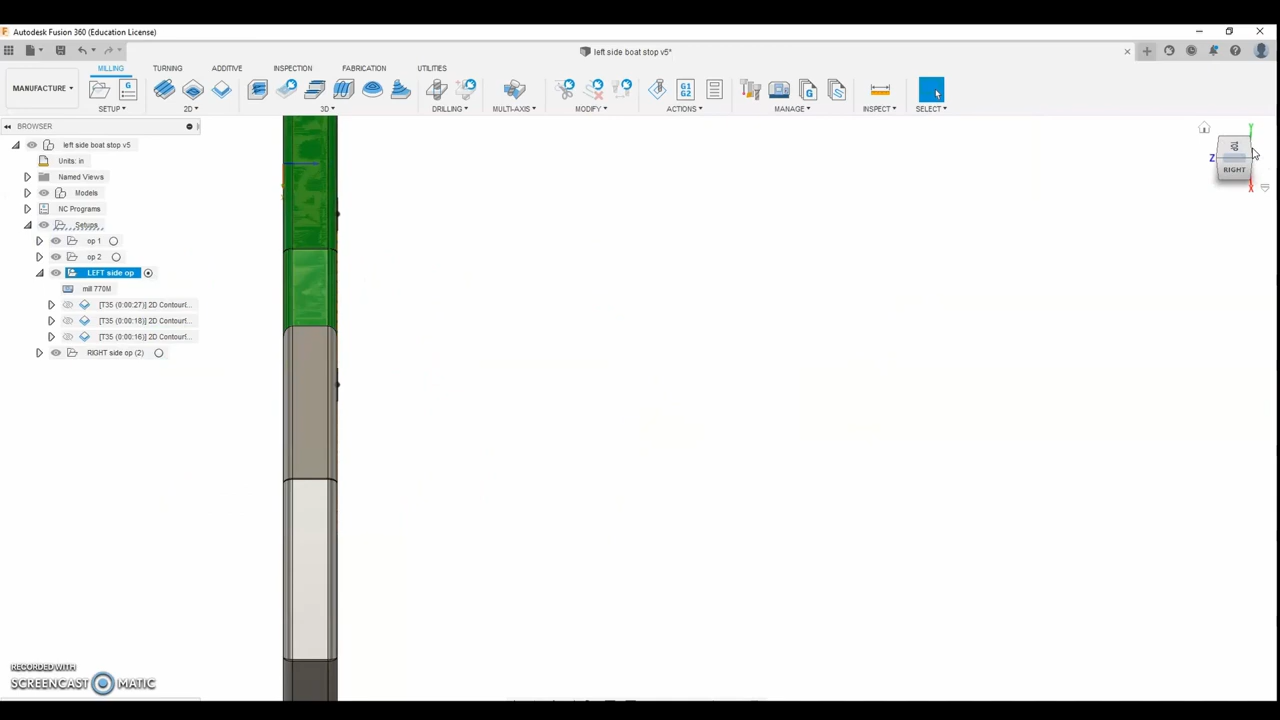 Autodesk Fusion 360 (Education License)
left side boat stop v5*
MILLING TURNING ADDITIVE INSPECTION FABRICATION UTILITIES
MANUFACTURE
G1
G2
G
SETUP 2D 3D DRILLING MULTI-AXIS MODIFY ACTIONS MANAGE INSPECT SELECT
BROWSER
left side boat stop v5
Units: in
Named Views
Models
NC Programs
Setups
op 1
op 2
LEFT side op
mill 770M
[T35 (0:00:27)] 2D Contour(...
[T35 (0:00:18)] 2D Contour(...
[T35 (0:00:16)] 2D Contour(...
RIGHT side op (2)
Y
Z
RIGHT
X
RECORDED WITH
SCREENCAST MATIC